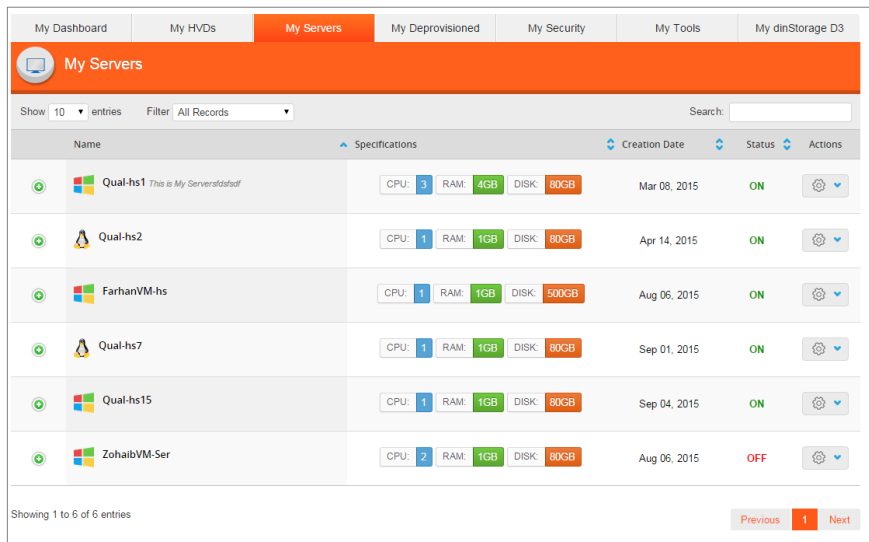 My Dashboard My HVDs My Servers My Deprovisioned My Security My Tools My dinStorage D3
My Servers
Show 10 entries Filter All Records Search:
Name Specifications Creation Date Status Actions
Qual-hs1 This is My Serversfdsfsdf CPU: 3 RAM: 4GB DISK: 80GB Mar 08, 2015 ON
Qual-hs2 CPU: 1 RAM: 1GB DISK: 80GB Apr 14, 2015 ON
FarhanVM-hs CPU: 1 RAM: 1GB DISK: 500GB Aug 06, 2015 ON
Qual-hs7 CPU: 1 RAM: 1GB DISK: 80GB Sep 01, 2015 ON
Qual-hs15 CPU: 1 RAM: 1GB DISK: 80GB Sep 04, 2015 ON
ZohaibVM-Ser CPU: 2 RAM: 1GB DISK: 80GB Aug 06, 2015 OFF
Showing 1 to 6 of 6 entries Previous 1 Next